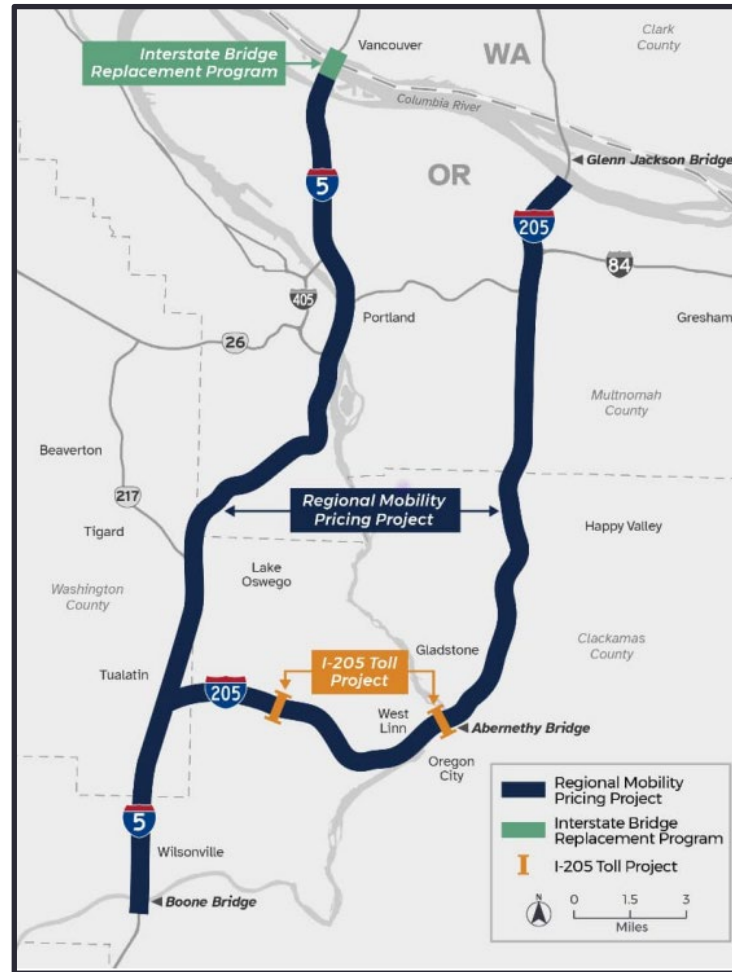 Interstate Bridge
Replacement Program
Vancouver
WA
Clark
County
Columbia River
Glenn Jackson Bridge
OR
5
205
84
405
Portland
Gresham
26
Multnomah
County
Beaverton
217
Regional Mobility
Pricing Project
Tigard
Happy Valley
Lake
Oswego
Washington
County
Clackamas
County
Gladstone
Tualatin
I-205 Toll
Project
205
West
Linn
Abernethy Bridge
Oregon
City
5
Wilsonville
Boone Bridge
Regional Mobility
Pricing Project
Interstate Bridge
Replacement Program
I-205 Toll Project
N
0 1.5 3
Miles